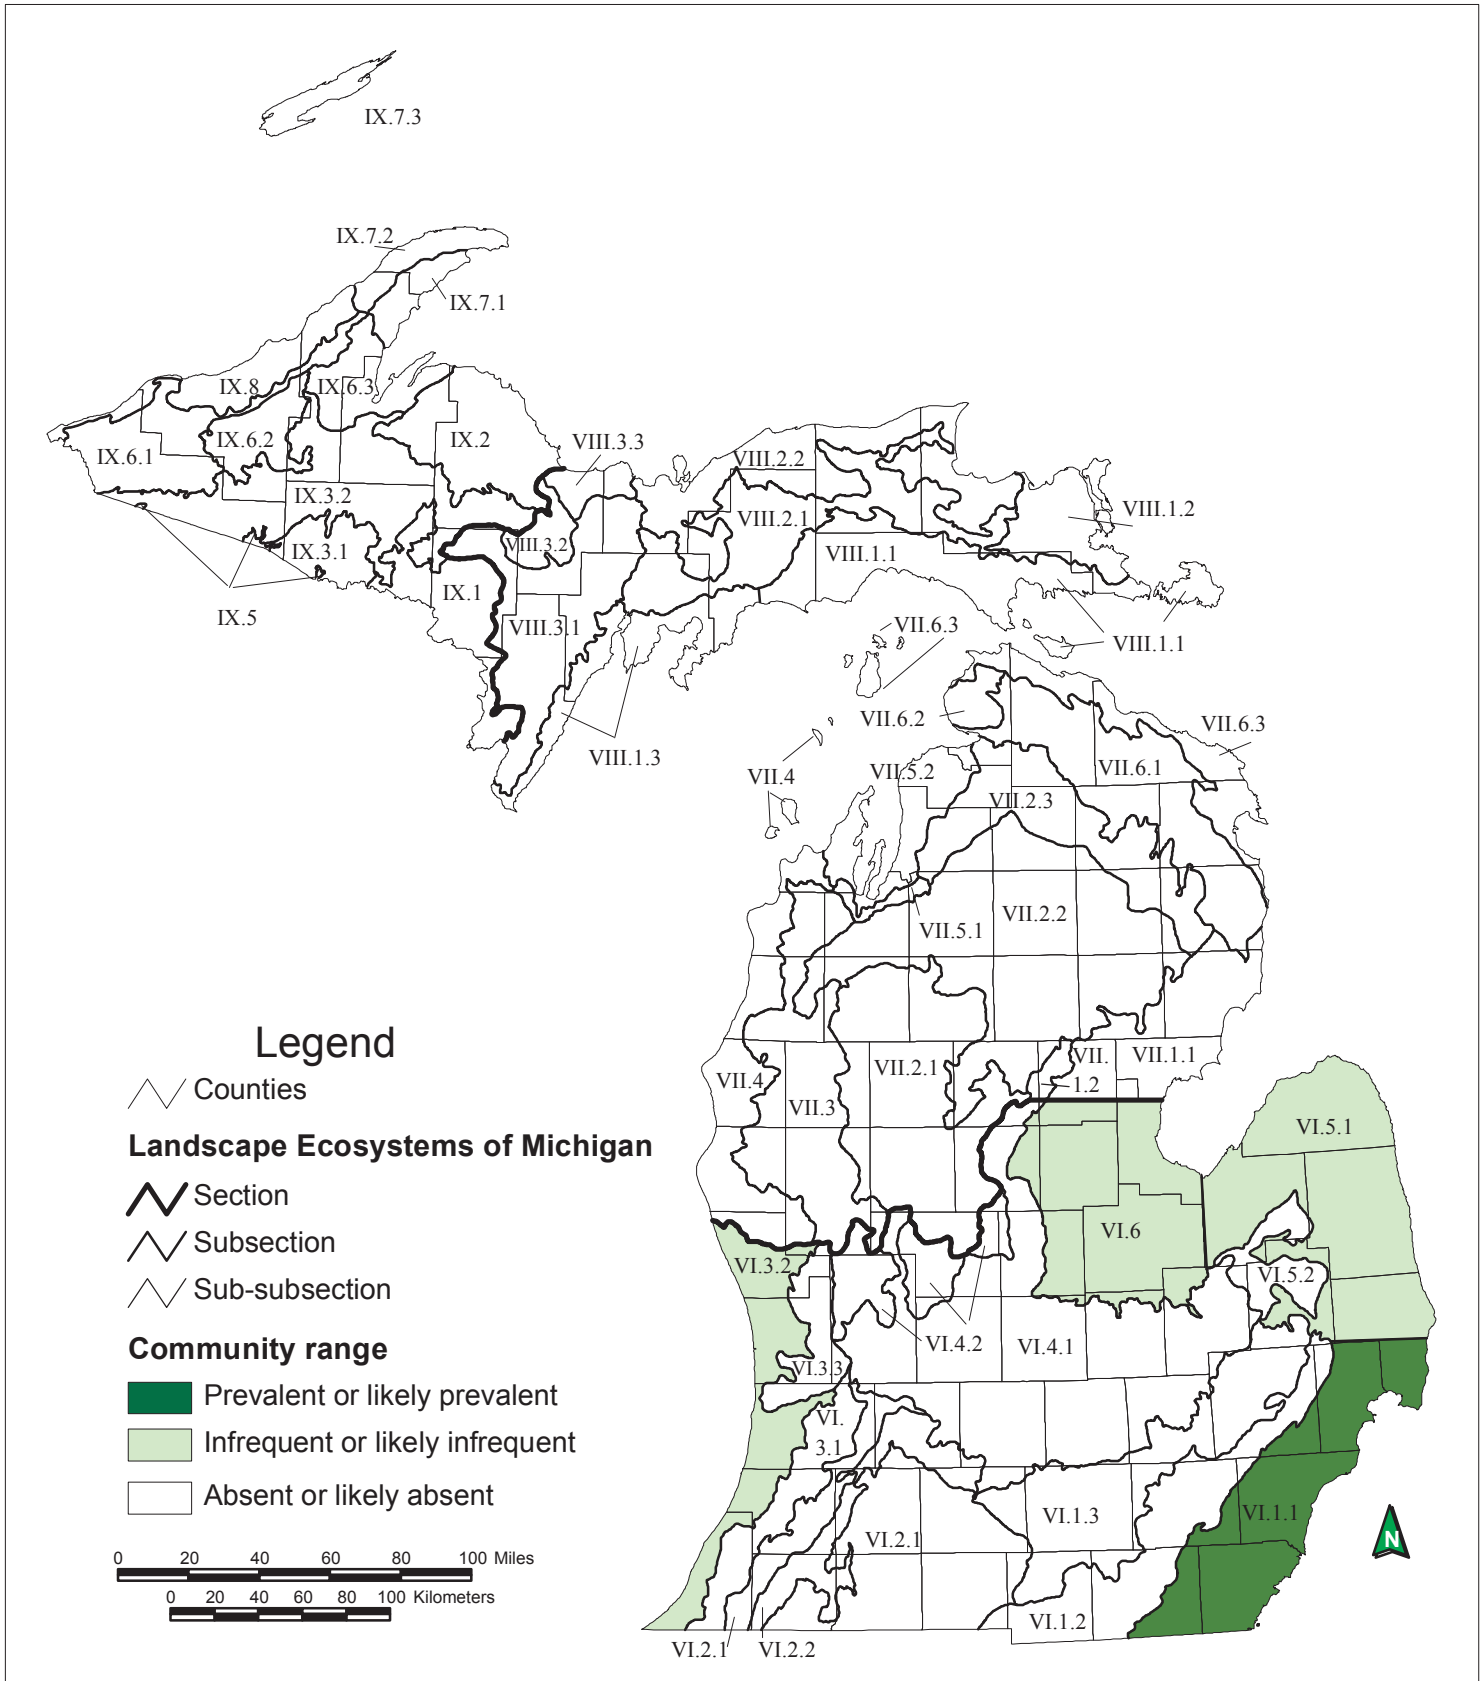 IX.7.3
IX.7.2
IX.7.1
IX.8
IX.6.3
IX.6.2
IX.2
IX.6.1
VIII.3.3
VIII.2.2
IX.3.2
VIII.2.1
VIII.1.2
IX.3.1
VIII.3.2
VIII.1.1
IX.1
IX.5
VIII.3.1
VII.6.3
VIII.1.1
VII.6.2
VII.6.3
VIII.1.3
VII.4
VII.5.2
VII.6.1
VII.2.3
VII.5.1
VII.2.2
VII.4
VII.3
VII.2.1
VII.
1.2
VII.1.1
VI.5.1
VI.6
VI.3.2
VI.5.2
VI.4.2
VI.4.1
VI.3.3
VI.
3.1
VI.1.3
VI.1.1
VI.2.1
VI.1.2
VI.2.1
VI.2.2
Legend
Counties
Landscape Ecosystems of Michigan
Section
Subsection
Sub-subsection
Community range
Prevalent or likely prevalent
Infrequent or likely infrequent
Absent or likely absent
0 20 40 60 80 100 Miles
0 20 40 60 80 100 Kilometers
N